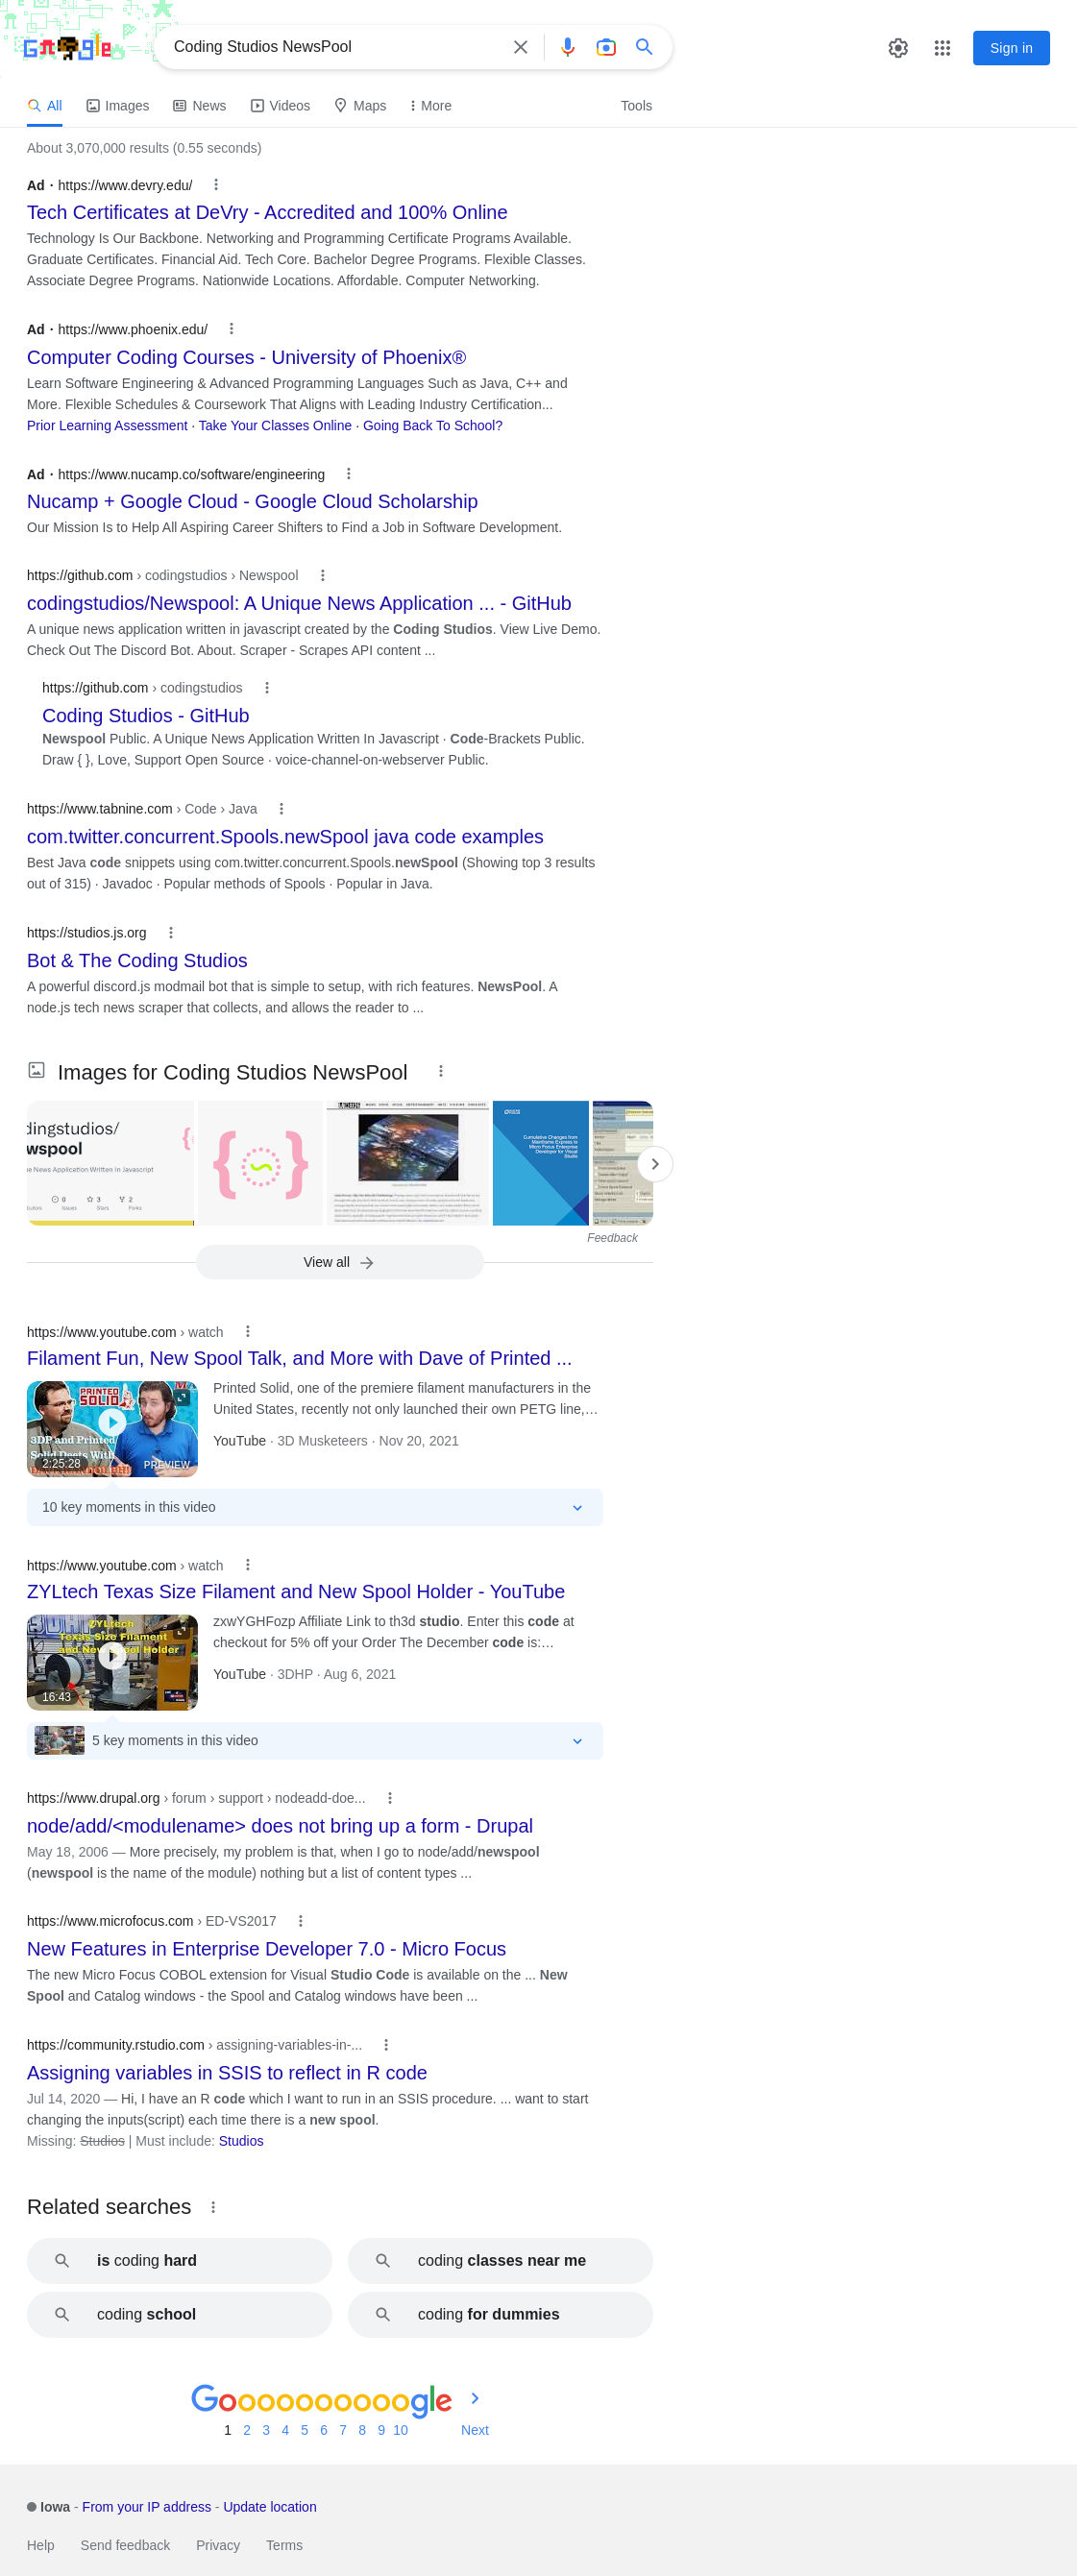 Google
Coding Studios NewsPool
Sign in
All
Images
News
Videos
Maps
More
Tools
About 3,070,000 results (0.55 seconds)
Ad · https://www.devry.edu/
Tech Certificates at DeVry - Accredited and 100% Online
Technology Is Our Backbone. Networking and Programming Certificate Programs Available.
Graduate Certificates. Financial Aid. Tech Core. Bachelor Degree Programs. Flexible Classes.
Associate Degree Programs. Nationwide Locations. Affordable. Computer Networking.
Ad · https://www.phoenix.edu/
Computer Coding Courses - University of Phoenix®
Learn Software Engineering & Advanced Programming Languages Such as Java, C++ and
More. Flexible Schedules & Coursework That Aligns with Leading Industry Certification...
Prior Learning Assessment · Take Your Classes Online · Going Back To School?
Ad · https://www.nucamp.co/software/engineering
Nucamp + Google Cloud - Google Cloud Scholarship
Our Mission Is to Help All Aspiring Career Shifters to Find a Job in Software Development.
https://github.com › codingstudios › Newspool
codingstudios/Newspool: A Unique News Application ... - GitHub
A unique news application written in javascript created by the Coding Studios. View Live Demo.
Check Out The Discord Bot. About. Scraper - Scrapes API content ...
https://github.com › codingstudios
Coding Studios - GitHub
Newspool Public. A Unique News Application Written In Javascript · Code-Brackets Public.
Draw { }, Love, Support Open Source · voice-channel-on-webserver Public.
https://www.tabnine.com › Code › Java
com.twitter.concurrent.Spools.newSpool java code examples
Best Java code snippets using com.twitter.concurrent.Spools.newSpool (Showing top 3 results
out of 315) · Javadoc · Popular methods of Spools · Popular in Java.
https://studios.js.org
Bot & The Coding Studios
A powerful discord.js modmail bot that is simple to setup, with rich features. NewsPool. A
node.js tech news scraper that collects, and allows the reader to ...
Images for Coding Studios NewsPool
dingstudios/
wspool
e News Application Written In Javascript
0
3
2
Issues
Stars
Forks
Cumulative Changes from
Mainframe Express to
Micro Focus Enterprise
Developer for Visual
Studio
Feedback
View all
https://www.youtube.com › watch
Filament Fun, New Spool Talk, and More with Dave of Printed ...
PRINTED
SOLID
3DP and Printed
Solid Deets With
2:25:28
PREVIEW
Printed Solid, one of the premiere filament manufacturers in the
United States, recently not only launched their own PETG line,…
YouTube · 3D Musketeers · Nov 20, 2021
10 key moments in this video
https://www.youtube.com › watch
ZYLtech Texas Size Filament and New Spool Holder - YouTube
ZYLtech
Texas Size Filament
and New Spool Holder
16:43
zxwYGHFozp Affiliate Link to th3d studio. Enter this code at
checkout for 5% off your Order The December code is:…
YouTube · 3DHP · Aug 6, 2021
5 key moments in this video
https://www.drupal.org › forum › support › nodeadd-doe...
node/add/<modulename> does not bring up a form - Drupal
May 18, 2006 — More precisely, my problem is that, when I go to node/add/newspool
(newspool is the name of the module) nothing but a list of content types ...
https://www.microfocus.com › ED-VS2017
New Features in Enterprise Developer 7.0 - Micro Focus
The new Micro Focus COBOL extension for Visual Studio Code is available on the ... New
Spool and Catalog windows - the Spool and Catalog windows have been ...
https://community.rstudio.com › assigning-variables-in-...
Assigning variables in SSIS to reflect in R code
Jul 14, 2020 — Hi, I have an R code which I want to run in an SSIS procedure. ... want to start
changing the inputs(script) each time there is a new spool.
Missing: Studios | Must include: Studios
Related searches
is coding hard
coding classes near me
coding school
coding for dummies
Goooooooooogle
1 2 3 4 5 6 7 8 9 10 Next
Iowa - From your IP address - Update location
Help Send feedback Privacy Terms